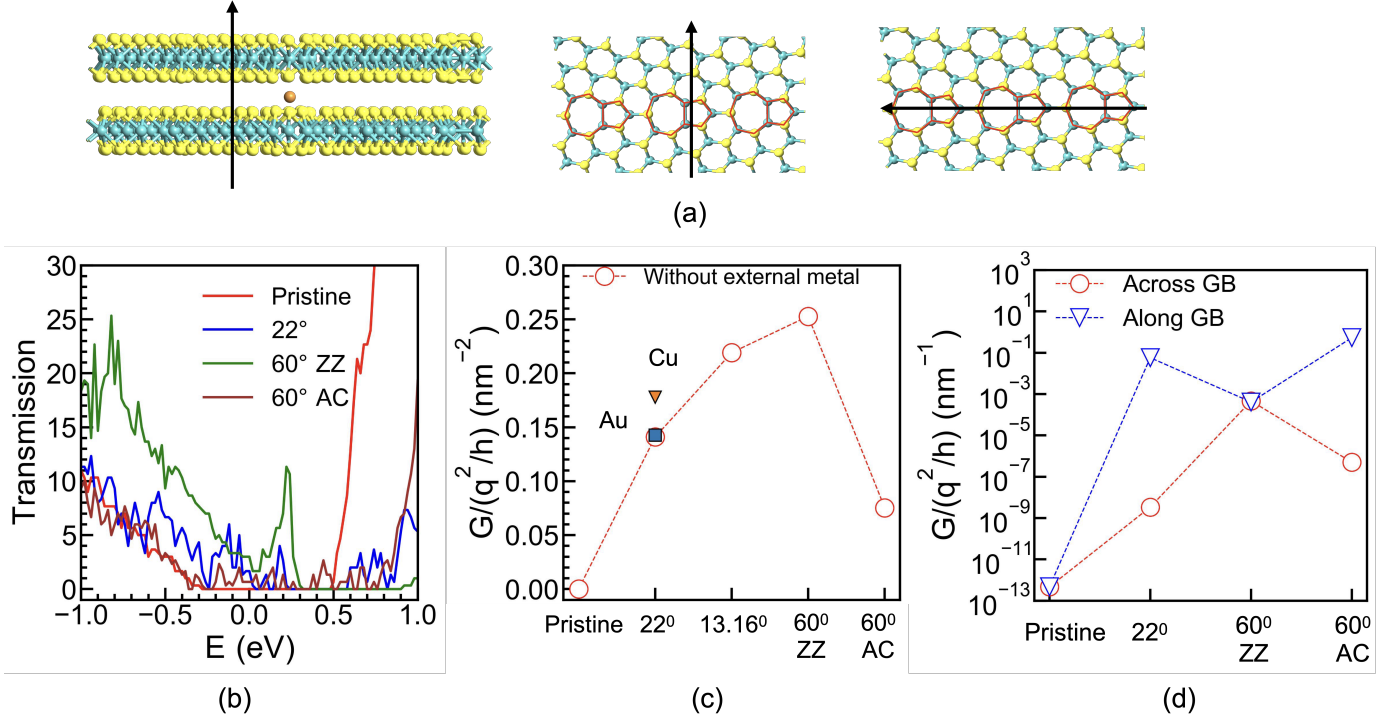 (a)
30
25
20
15
10
5
0
Transmission
Pristine
22°
60° ZZ
60° AC
−1.0 −0.5 0.0 0.5 1.0
E (eV)
(b)
0.30
0.25
0.20
0.15
0.10
0.05
0.00
G/(q²/h) (nm⁻²)
Without external metal
Cu
Au
Pristine 22⁰ 13.16⁰ 60⁰ 60⁰
ZZ AC
(c)
10³
10¹
10⁻¹
10⁻³
10⁻⁵
10⁻⁷
10⁻⁹
10⁻¹¹
10⁻¹³
G/(q²/h) (nm⁻¹)
Across GB
Along GB
Pristine 22⁰ 60⁰ 60⁰
ZZ AC
(d)